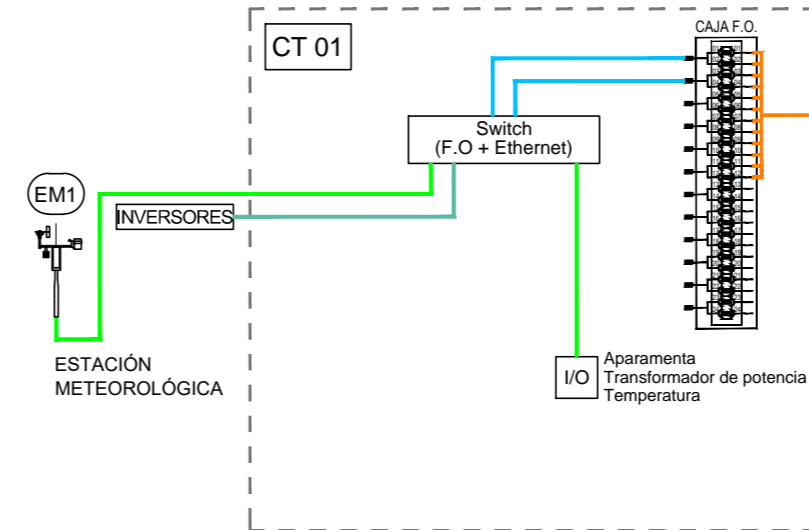 CT 01
CAJA F.O.
Switch
(F.O + Ethernet)
EM1
INVERSORES
ESTACIÓN
METEOROLÓGICA
I/O
Aparamenta
Transformador de potencia
Temperatura